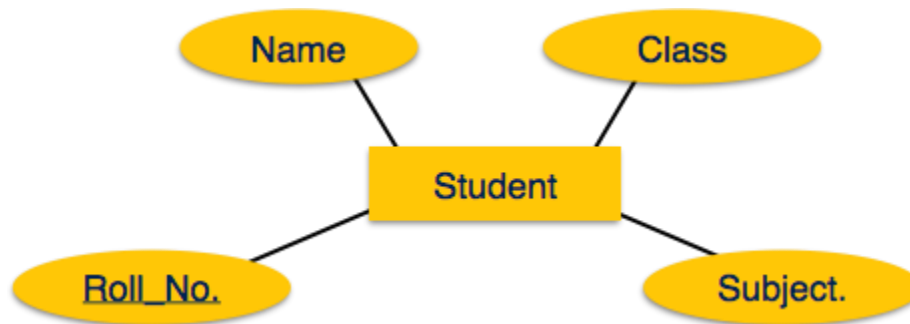 Name
Class
Student
Roll_No.
Subject.